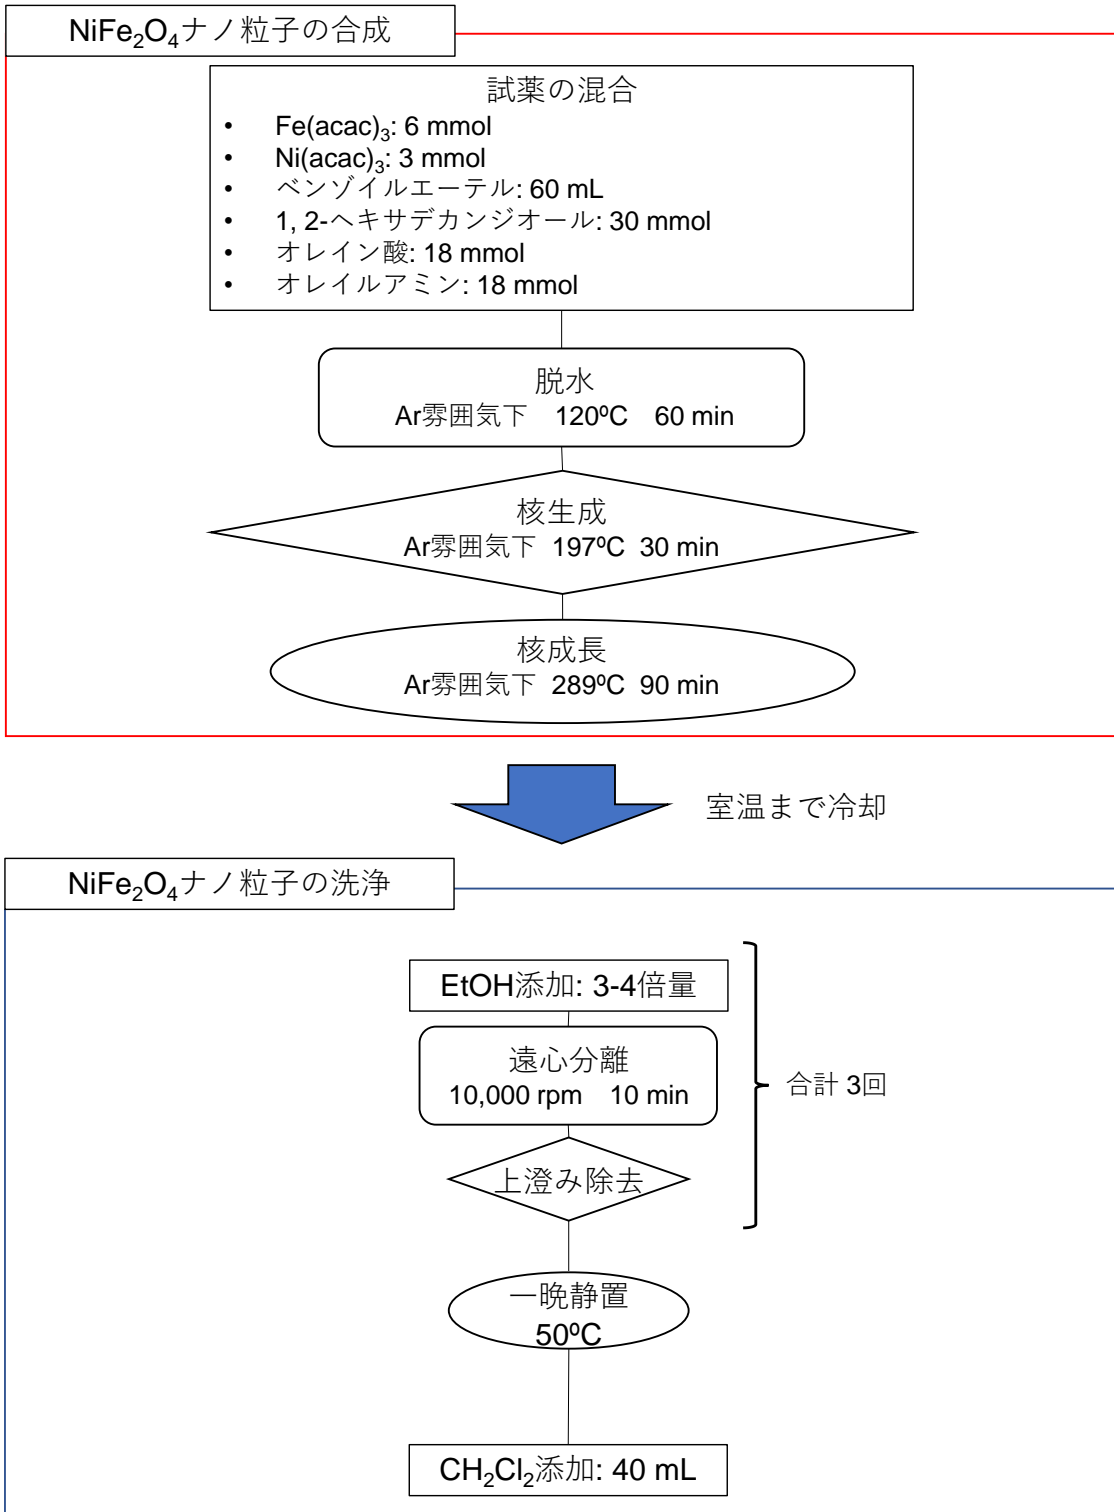 NiFe₂O₄ナノ粒子の合成
試薬の混合
• Fe(acac)₃: 6 mmol
• Ni(acac)₃: 3 mmol
• ベンゾイルエーテル: 60 mL
• 1, 2-ヘキサデカンジオール: 30 mmol
• オレイン酸: 18 mmol
• オレイルアミン: 18 mmol
脱水
Ar雰囲気下 120⁰C 60 min
核生成
Ar雰囲気下 197⁰C 30 min
核成長
Ar雰囲気下 289⁰C 90 min
室温まで冷却
NiFe₂O₄ナノ粒子の洗浄
EtOH添加: 3-4倍量
遠心分離
10,000 rpm 10 min
合計 3回
上澄み除去
一晩静置
50⁰C
CH₂Cl₂添加: 40 mL